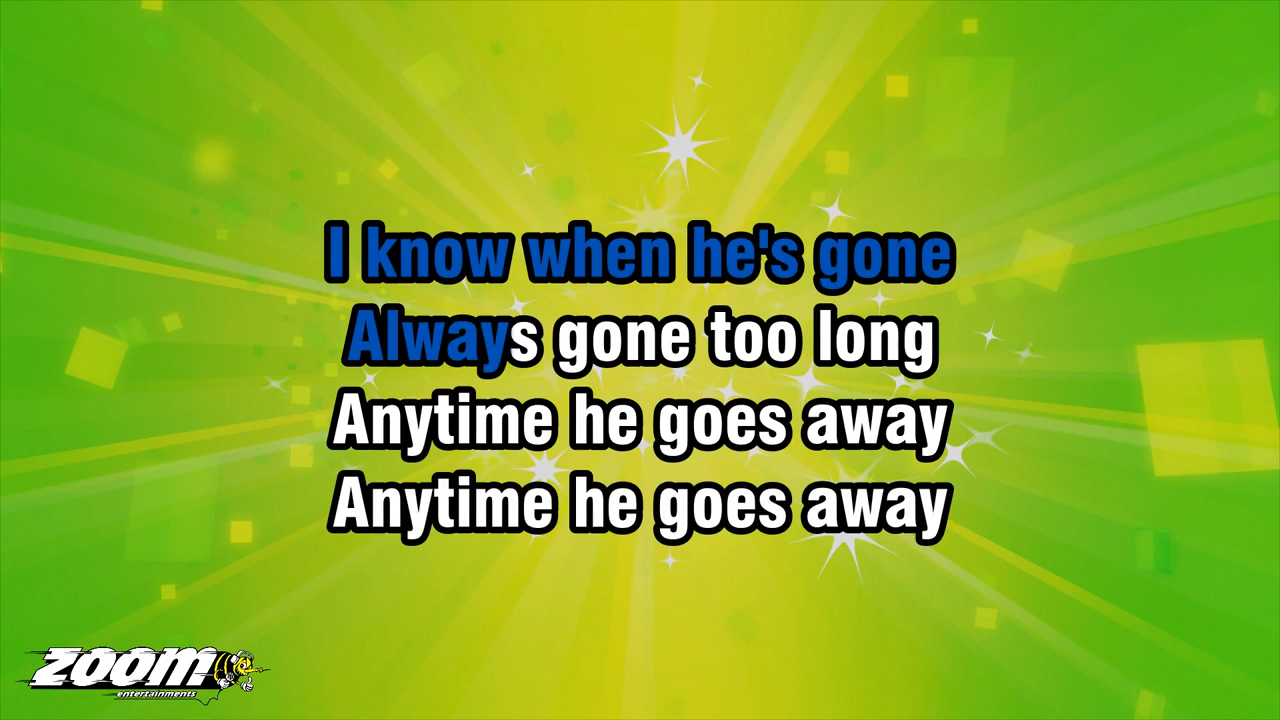 I know when he's gone
Always gone too long
Anytime he goes away
Anytime he goes away
ZOOM
entertainments